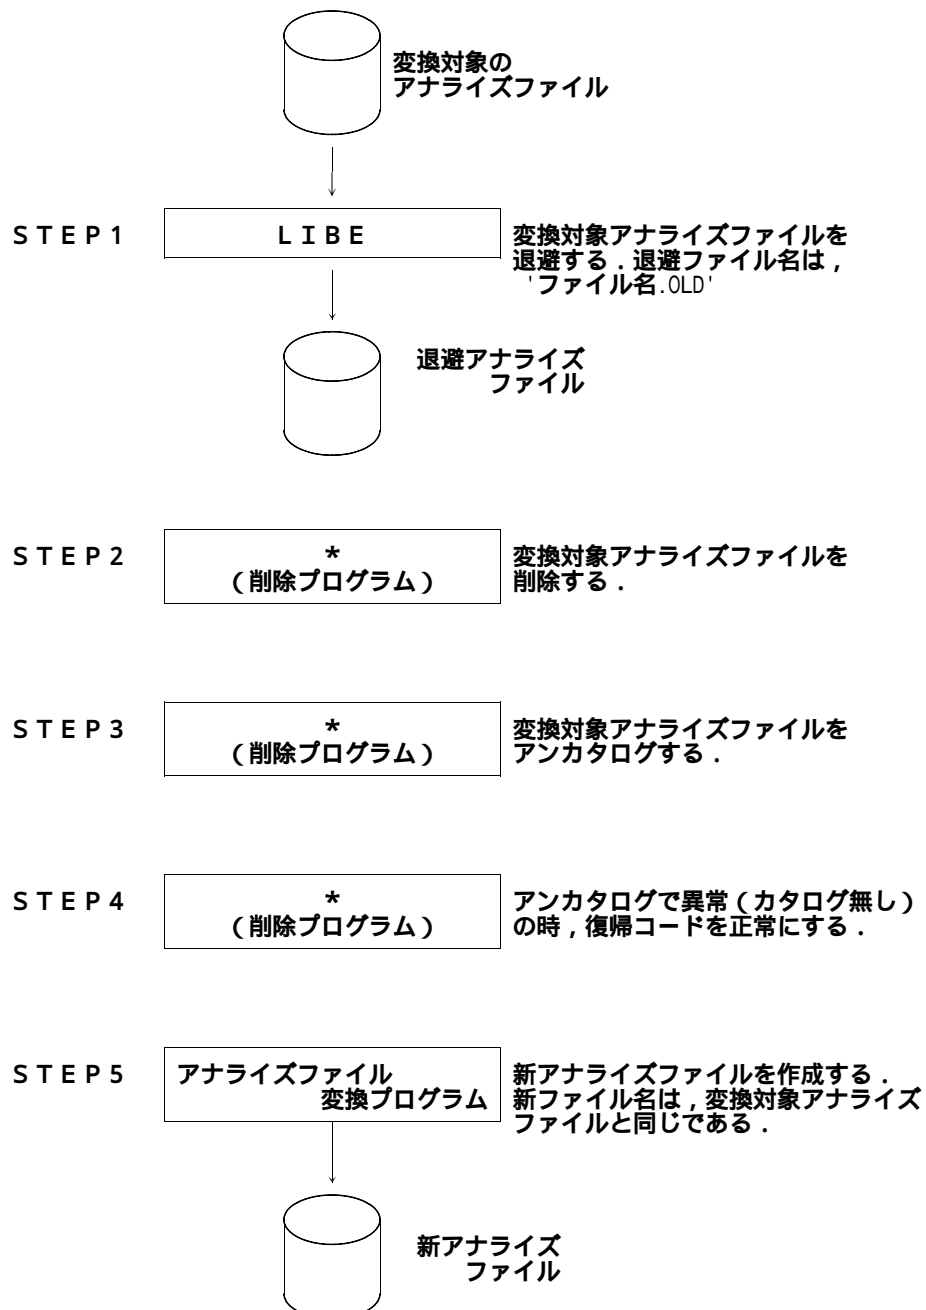 変換対象の
アナライズファイル
ＳＴＥＰ１
ＬＩＢＥ
変換対象アナライズファイルを
退避する．退避ファイル名は，
'ファイル名.OLD'
退避アナライズ
ファイル
ＳＴＥＰ２
＊
（削除プログラム）
変換対象アナライズファイルを
削除する．
ＳＴＥＰ３
＊
（削除プログラム）
変換対象アナライズファイルを
アンカタログする．
ＳＴＥＰ４
＊
（削除プログラム）
アンカタログで異常（カタログ無し）
の時，復帰コードを正常にする．
ＳＴＥＰ５
アナライズファイル
変換プログラム
新アナライズファイルを作成する．
新ファイル名は，変換対象アナライズ
ファイルと同じである．
新アナライズ
ファイル